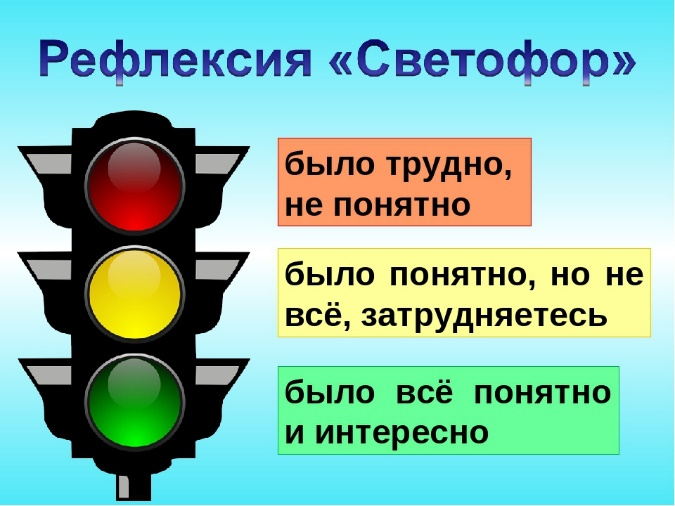 Рефлексия «Светофор»
было трудно,
не понятно
было понятно, но не
всё, затрудняетесь
было всё понятно
и интересно